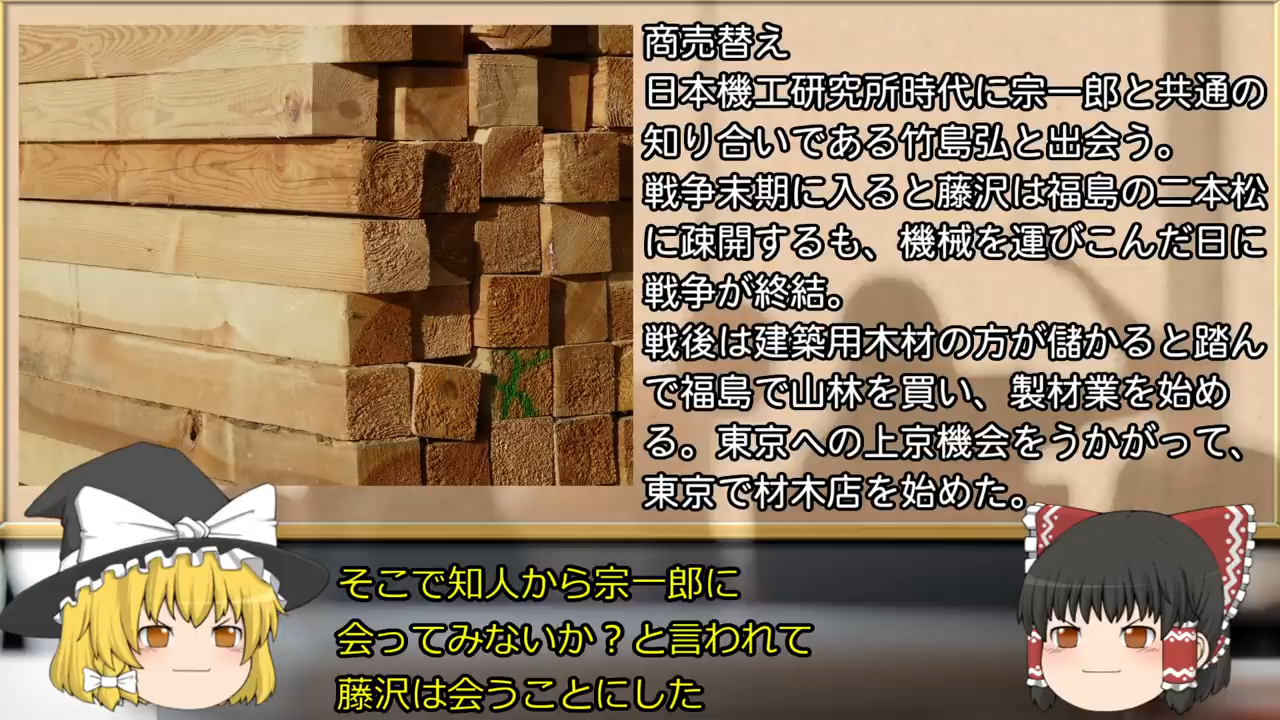 商売替え
日本機工研究所時代に宗一郎と共通の
知り合いである竹島弘と出会う。
戦争末期に入ると藤沢は福島の二本松
に疎開するも、機械を運びこんだ日に
戦争が終結。
戦後は建築用木材の方が儲かると踏ん
で福島で山林を買い、製材業を始め
る。東京への上京機会をうかがって、
東京で材木店を始めた。
そこで知人から宗一郎に
会ってみないか？と言われて
藤沢は会うことにした